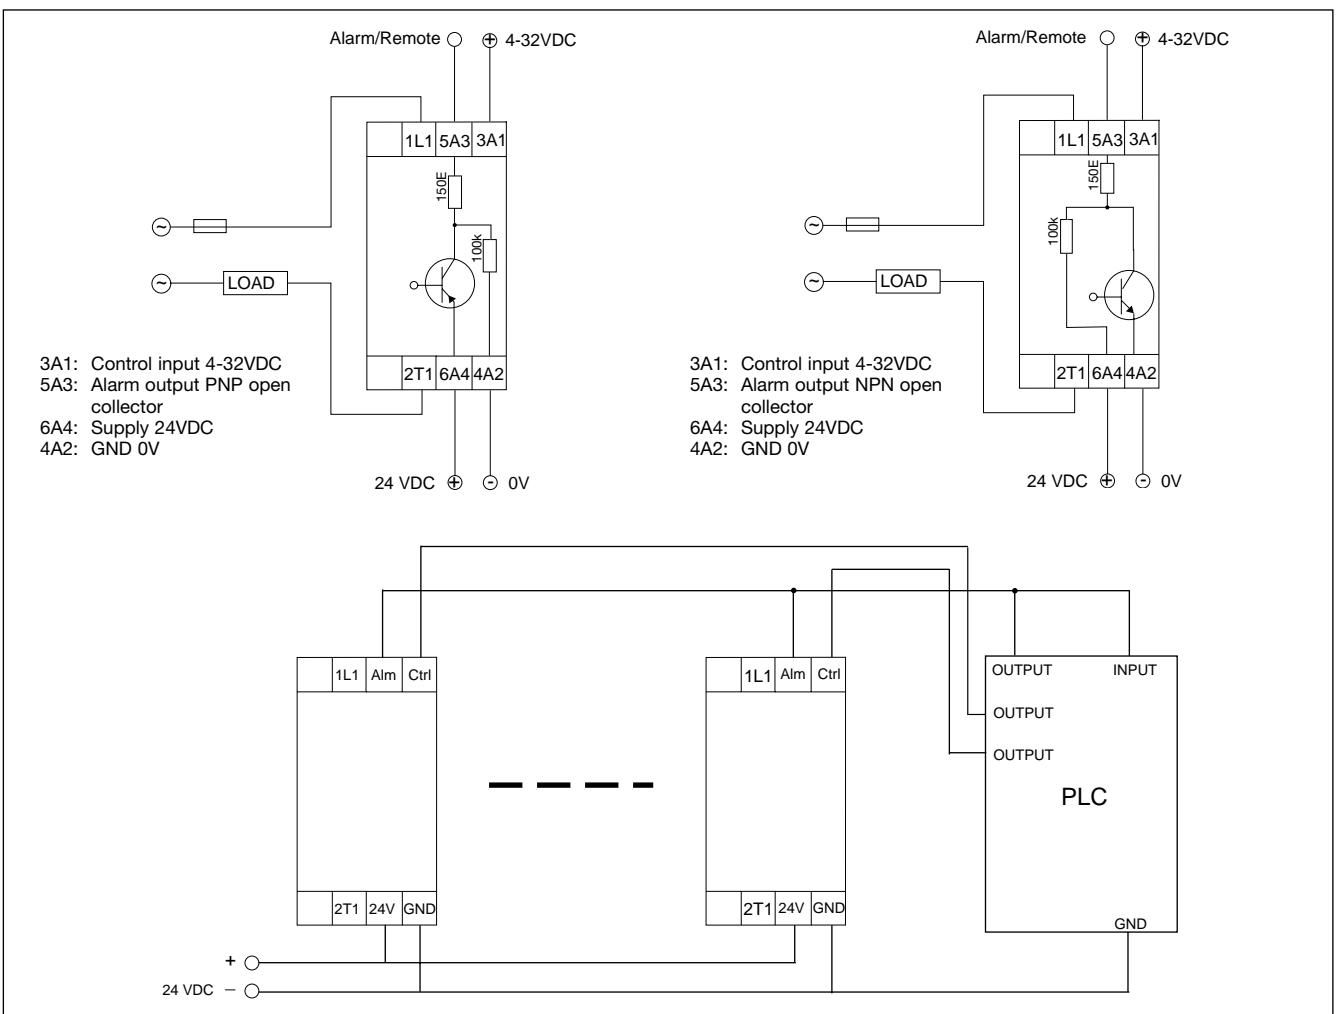 Alarm/Remote + 4-32VDC
1L1 5A3 3A1
150E
100k
~
~ LOAD
3A1: Control input 4-32VDC
5A3: Alarm output PNP open
collector
6A4: Supply 24VDC
4A2: GND 0V
2T1 6A4 4A2
24 VDC + - 0V
Alarm/Remote + 4-32VDC
1L1 5A3 3A1
150E
100k
~
~ LOAD
3A1: Control input 4-32VDC
5A3: Alarm output NPN open
collector
6A4: Supply 24VDC
4A2: GND 0V
2T1 6A4 4A2
24 VDC + - 0V
1L1 Alm Ctrl
1L1 Alm Ctrl
OUTPUT INPUT
OUTPUT
OUTPUT
PLC
2T1 24V GND
2T1 24V GND
GND
+
24 VDC –